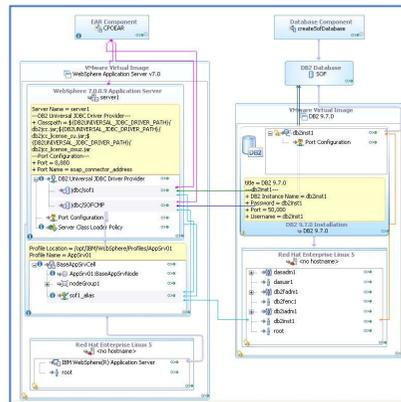 EAR Component
CPOEAR
Database Component
createSofDatabase
DB2 Database
SOF
VMware Virtual Image
WebSphere Application Server v7.0
WebSphere 7.0.0.9 Application Server
server1
Server Name = server1
---DB2 Universal JDBC Driver Provider---
+ Classpath = ${DB2UNIVERSAL_JDBC_DRIVER_PATH}/
db2jcc.jar;${DB2UNIVERSAL_JDBC_DRIVER_PATH}/
db2jcc_license_cu.jar;$
{DB2UNIVERSAL_JDBC_DRIVER_PATH}/
db2jcc_license_cisuz.jar
---Port Configuration---
+ Port = 8,880
+ Port Name = soap_connector_address
DB2 Universal JDBC Driver Provider
jdbc/sof1
jdbc/SOFCMP
Port Configuration
Server Class Loader Policy
Profile Location = /opt/IBM/WebSphere/Profiles/AppSrv01
Profile Name = AppSrv01
BaseAppSrvCell
AppSrv01:BaseAppSrvNode
nodeGroup1
sof1_alias
Red Hat Enterprise Linux 5
<no hostname>
IBM WebSphere(R) Application Server
root
VMware Virtual Image
DB2 9.7.0
db2inst1
Port Configuration
DB2
title = DB2 9.7.0
---db2inst1---
+ DB2 Instance Name = db2inst1
+ Password = db2inst1
+ Port = 50,000
+ Username = db2inst1
DB2 9.7.0 Installation
DB2 9.7.0
Red Hat Enterprise Linux 5
<no hostname>
dasadm1
dasusr1
db2fadm1
db2fenc1
db2iadm1
db2inst1
root